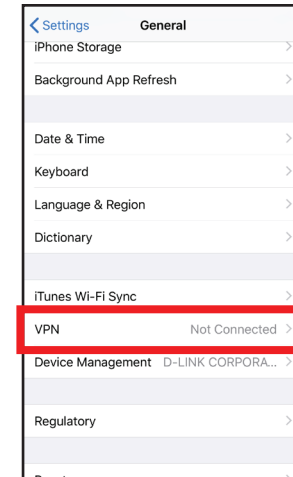 Settings General
iPhone Storage
Background App Refresh
Date & Time
Keyboard
Language & Region
Dictionary
iTunes Wi-Fi Sync
VPN Not Connected
Device Management D-LINK CORPORA...
Regulatory